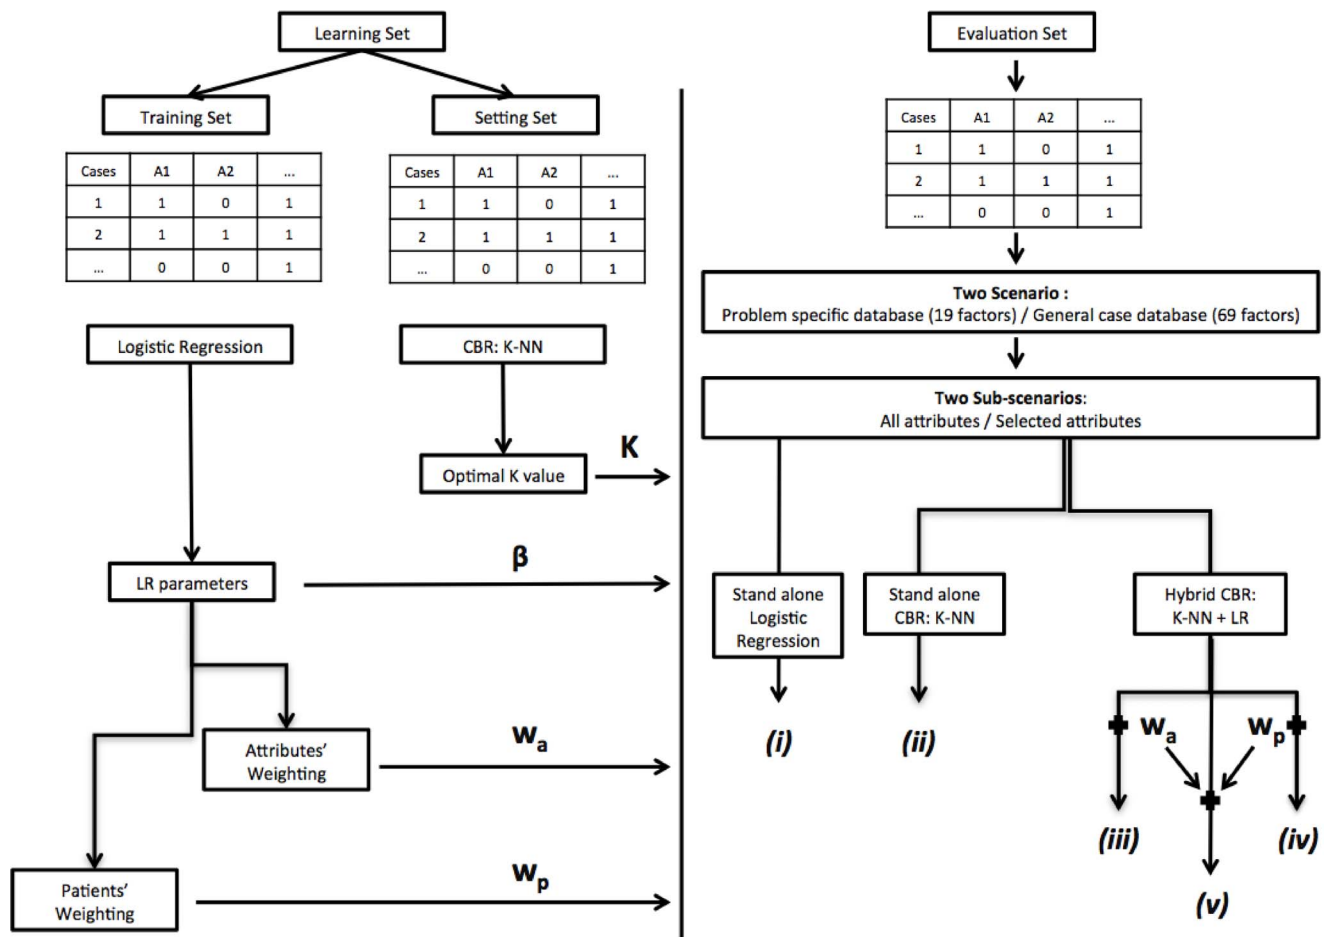 Learning Set
Training Set
Setting Set
Cases A1 A2 ...
1 1 0 1
2 1 1 1
... 0 0 1
Cases A1 A2 ...
1 1 0 1
2 1 1 1
... 0 0 1
Logistic Regression
CBR: K-NN
Optimal K value
K
LR parameters
β
Attributes'
Weighting
wa
Patients'
Weighting
wp
Evaluation Set
Cases A1 A2 ...
1 1 0 1
2 1 1 1
... 0 0 1
Two Scenario :
Problem specific database (19 factors) / General case database (69 factors)
Two Sub-scenarios:
All attributes / Selected attributes
Stand alone
Logistic
Regression
Stand alone
CBR: K-NN
Hybrid CBR:
K-NN + LR
(i)
(ii)
wa
wp
(iii)
(iv)
(v)